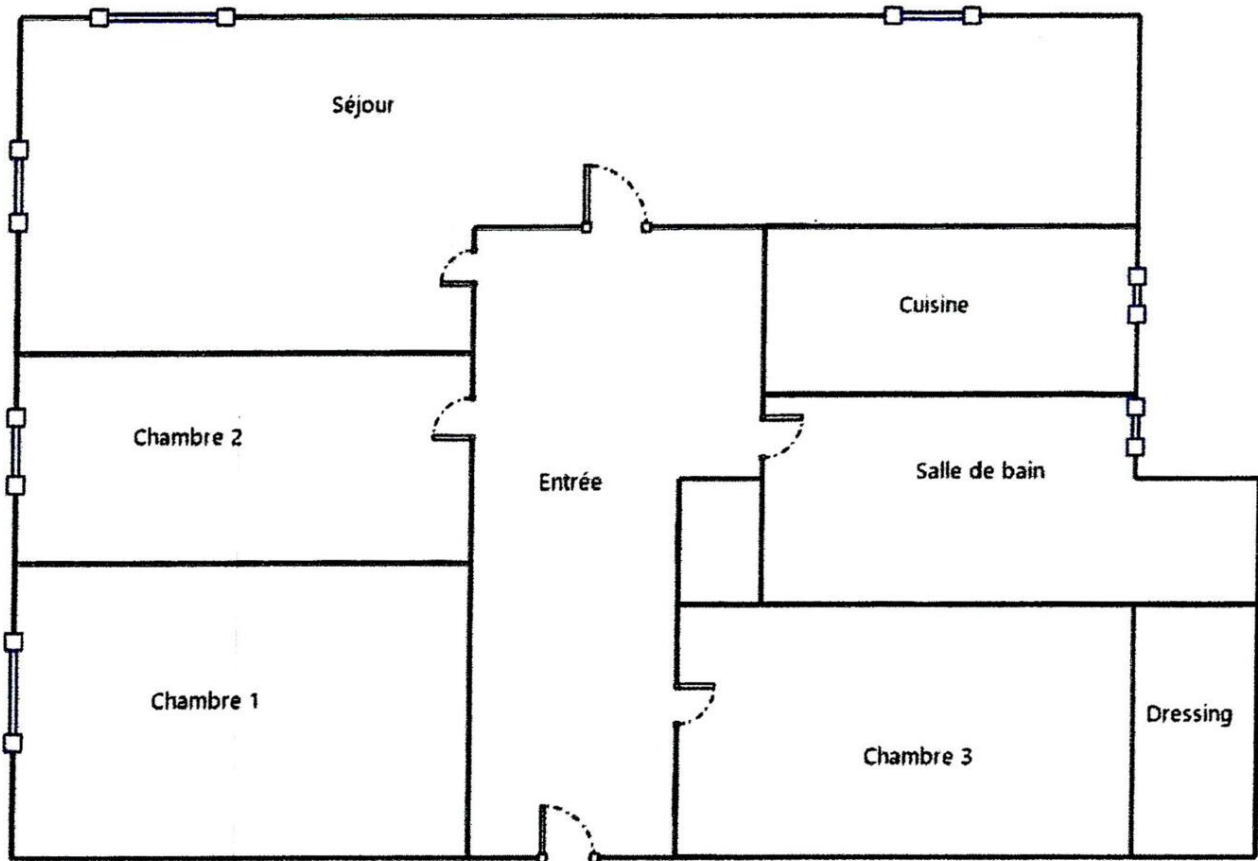 Séjour
Cuisine
Chambre 2
Entrée
Salle de bain
Chambre 1
Dressing
Chambre 3